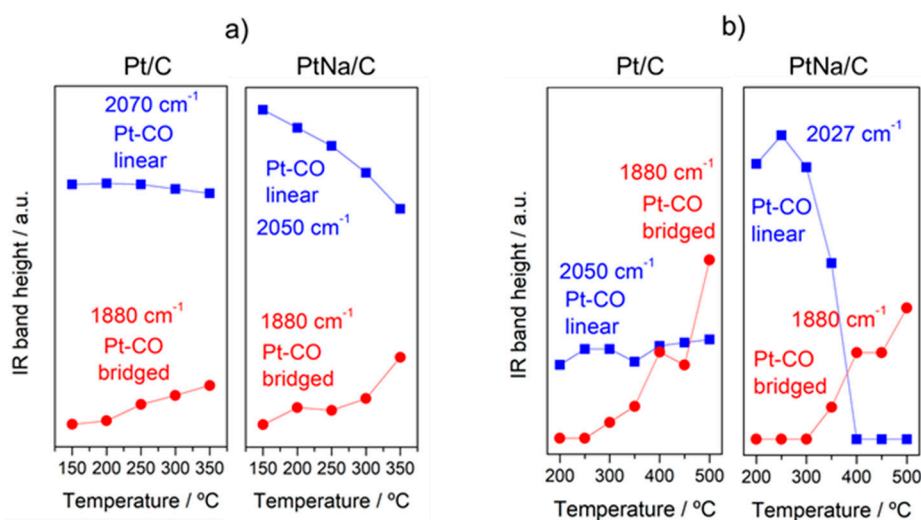 a)
Pt/C
PtNa/C
IR band height / a.u.
2070 cm⁻¹
Pt-CO
linear
1880 cm⁻¹
Pt-CO
bridged
Pt-CO
linear
2050 cm⁻¹
1880 cm⁻¹
Pt-CO
bridged
150 200 250 300 350
150 200 250 300 350
Temperature / ºC
Temperature / ºC
b)
Pt/C
PtNa/C
IR band height / a.u.
1880 cm⁻¹
Pt-CO
bridged
2050 cm⁻¹
Pt-CO
linear
2027 cm⁻¹
Pt-CO
linear
1880 cm⁻¹
Pt-CO
bridged
200 300 400 500
200 300 400 500
Temperature / ºC
Temperature / ºC